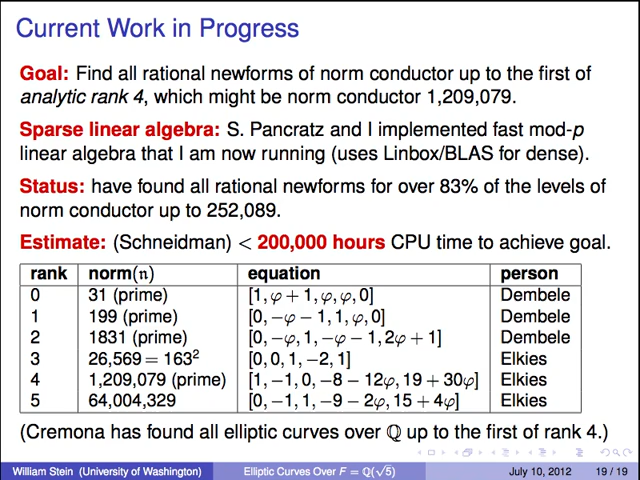 Current Work in Progress
Goal: Find all rational newforms of norm conductor up to the first of
analytic rank 4, which might be norm conductor 1,209,079.
Sparse linear algebra: S. Pancratz and I implemented fast mod-p
linear algebra that I am now running (uses Linbox/BLAS for dense).
Status: have found all rational newforms for over 83% of the levels of
norm conductor up to 252,089.
Estimate: (Schneidman) < 200,000 hours CPU time to achieve goal.
rank norm(𝔫) equation person
0 31 (prime) [1, φ + 1, φ, φ, 0] Dembele
1 199 (prime) [0, −φ − 1, 1, φ, 0] Dembele
2 1831 (prime) [0, −φ, 1, −φ − 1, 2φ + 1] Dembele
3 26,569 = 163² [0, 0, 1, −2, 1] Elkies
4 1,209,079 (prime) [1, −1, 0, −8 − 12φ, 19 + 30φ] Elkies
5 64,004,329 [0, −1, 1, −9 − 2φ, 15 + 4φ] Elkies
(Cremona has found all elliptic curves over ℚ up to the first of rank 4.)
William Stein (University of Washington) Elliptic Curves Over F = ℚ(√5) July 10, 2012 19 / 19